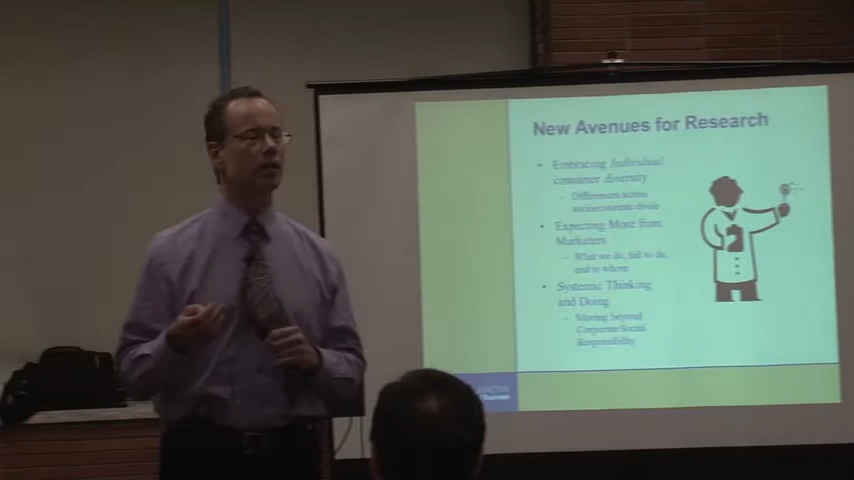 New Avenues for Research
• Embracing Individual
consumer diversity
– Differences across
socioeconomic divide
• Expecting More from
Marketers
– What we do, fail to do,
and to whom
• Systemic Thinking
and Doing
– Moving beyond
Corporate Social
Responsibility